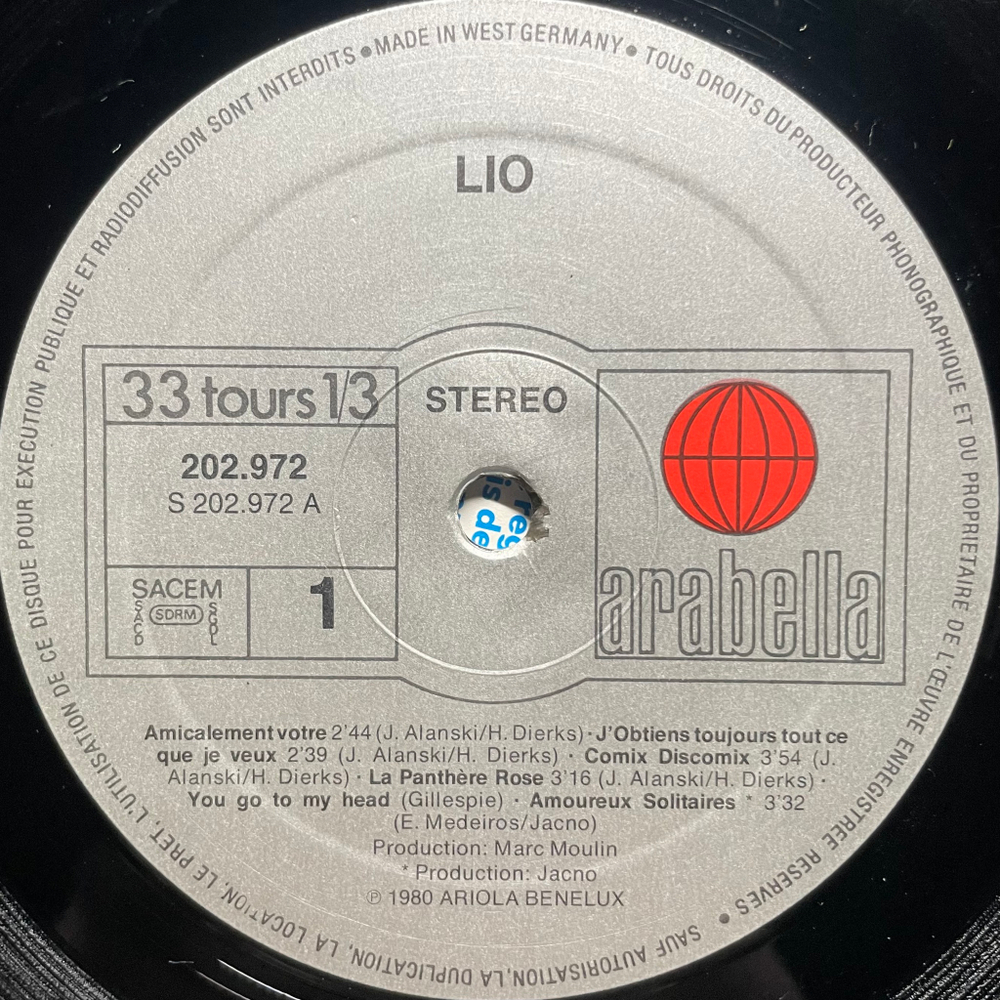 SAUF AUTORISATION, LA DUPLICATION, LA LOCATION, LE PRET, L'UTILISATION DE CE DISQUE POUR EXECUTION PUBLIQUE ET RADIODIFFUSION SONT INTERDITS ● MADE IN WEST GERMANY ● TOUS DROITS DU PRODUCTEUR PHONOGRAPHIQUE ET DU PROPRIETAIRE DE L'ŒUVRE ENREGISTREE RESERVES ●
LIO
33 tours 1/3
STEREO
202.972
S 202.972 A
SACEM
SACD
SDRM
SGDL
1
reg
is
de
arabella
Amicalement votre 2'44 (J. Alanski/H. Dierks) · J'Obtiens toujours tout ce
que je veux 2'39 (J. Alanski/H. Dierks) · Comix Discomix 3'54 (J.
Alanski/H. Dierks) · La Panthère Rose 3'16 (J. Alanski/H. Dierks) ·
You go to my head (Gillespie) · Amoureux Solitaires * 3'32
(E. Medeiros/Jacno)
Production: Marc Moulin
* Production: Jacno
℗ 1980 ARIOLA BENELUX